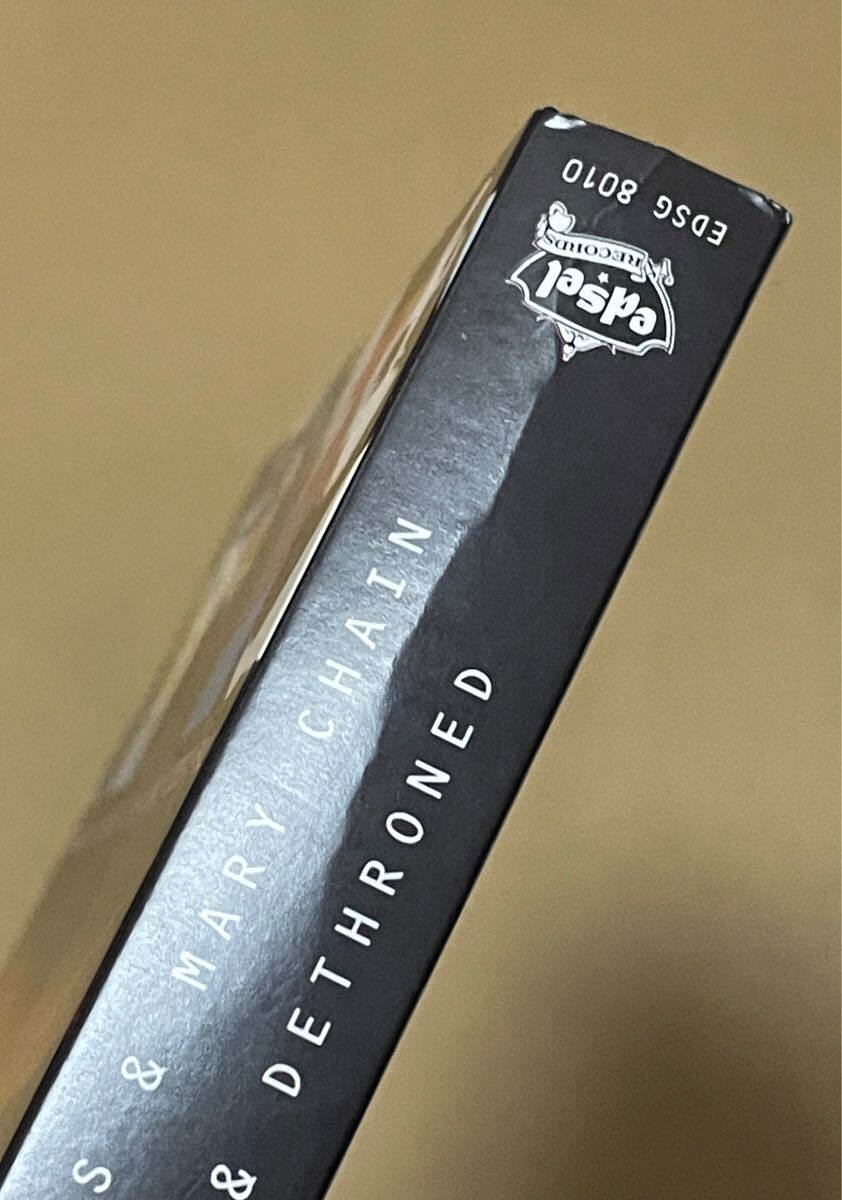 S & MARY CHAIN
& DETHRONED
edsel
RECORDS
EDSG 8010